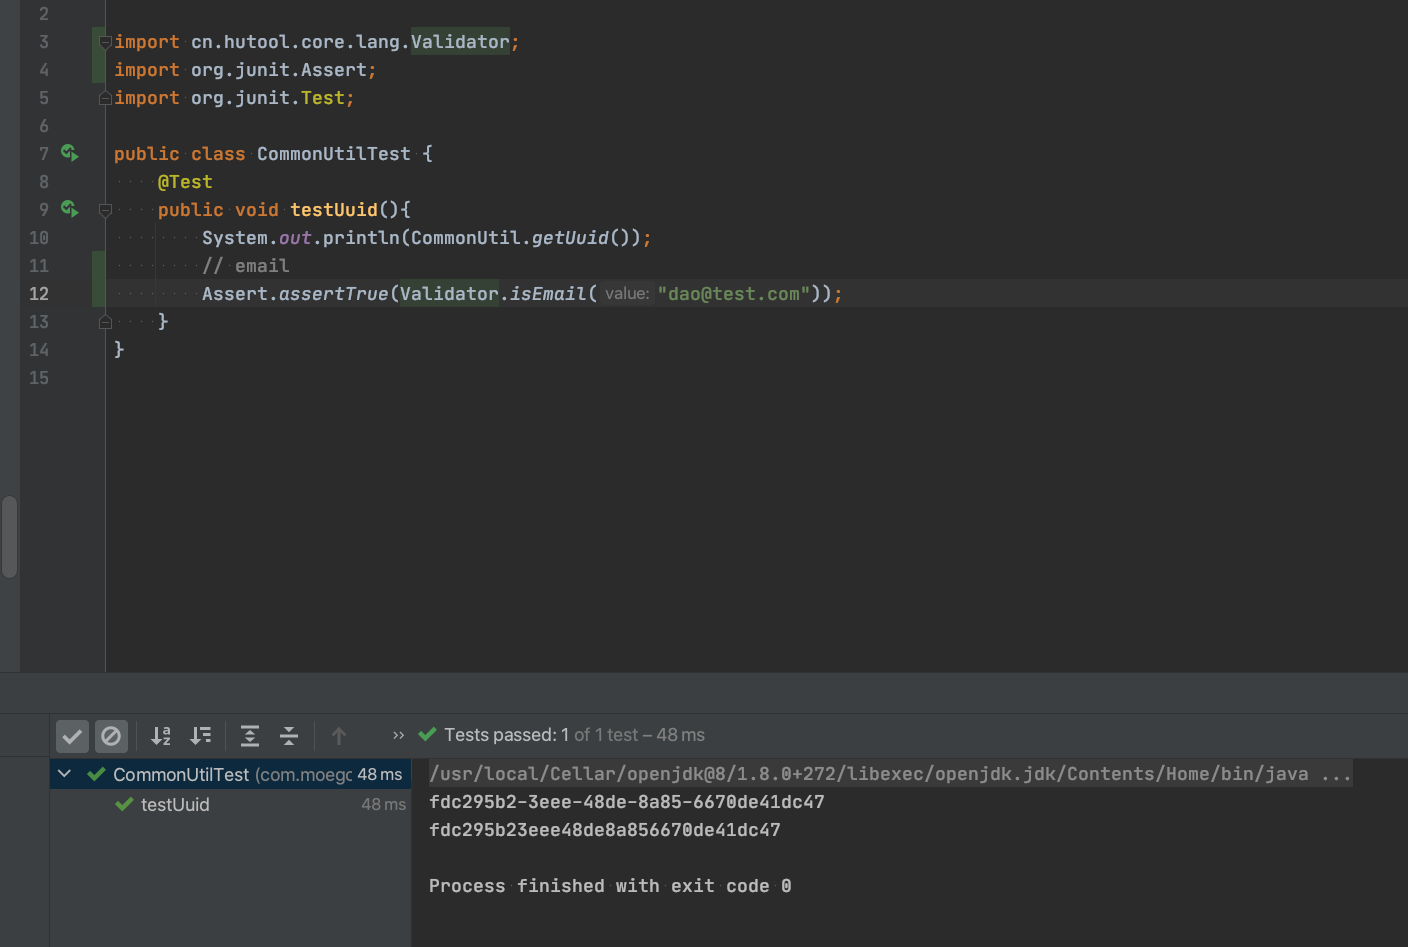 2
3 import cn.hutool.core.lang.Validator;
4 import org.junit.Assert;
5 import org.junit.Test;
6
7 public class CommonUtilTest {
8 @Test
9 public void testUuid(){
10 System.out.println(CommonUtil.getUuid());
11 // email
12 Assert.assertTrue(Validator.isEmail( value: "dao@test.com"));
13 }
14 }
15
» Tests passed: 1 of 1 test – 48 ms
CommonUtilTest (com.moego 48 ms
testUuid 48 ms
/usr/local/Cellar/openjdk@8/1.8.0+272/libexec/openjdk.jdk/Contents/Home/bin/java ...
fdc295b2-3eee-48de-8a85-6670de41dc47
fdc295b23eee48de8a856670de41dc47
Process finished with exit code 0